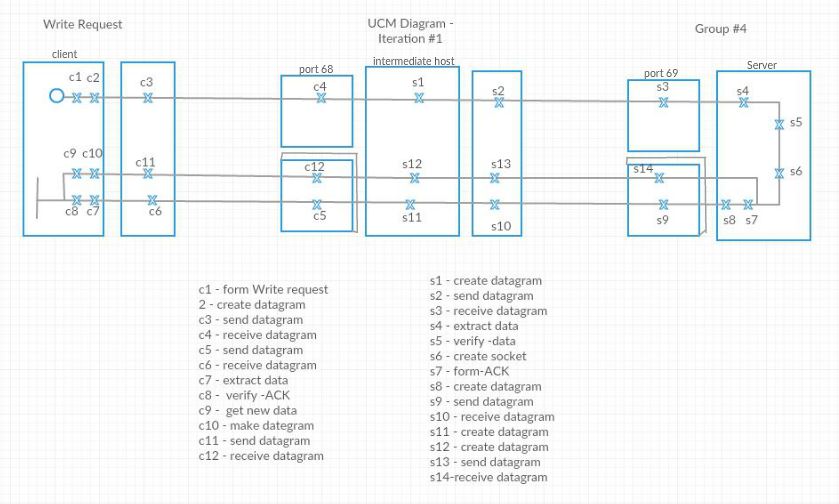 Write Request
UCM Diagram -
Iteration #1
Group #4
client
port 68
intermediate host
port 69
Server
c1 c2
c3
c4
s1
s2
s3
s4
s5
s6
c9 c10
c11
c12
s12
s13
s14
c8 c7
c6
c5
s11
s10
s9
s8 s7
c1 - form Write request
2 - create datagram
c3 - send datagram
c4 - receive datagram
c5 - send datagram
c6 - receive datagram
c7 - extract data
c8 - verify -ACK
c9 - get new data
c10 - make dategram
c11 - send datagram
c12 - receive datagram
s1 - create datagram
s2 - send datagram
s3 - receive datagram
s4 - extract data
s5 - verify -data
s6 - create socket
s7 - form-ACK
s8 - create datagram
s9 - send datagram
s10 - receive datagram
s11 - create datagram
s12 - create datagram
s13 - send datagram
s14-receive datagram